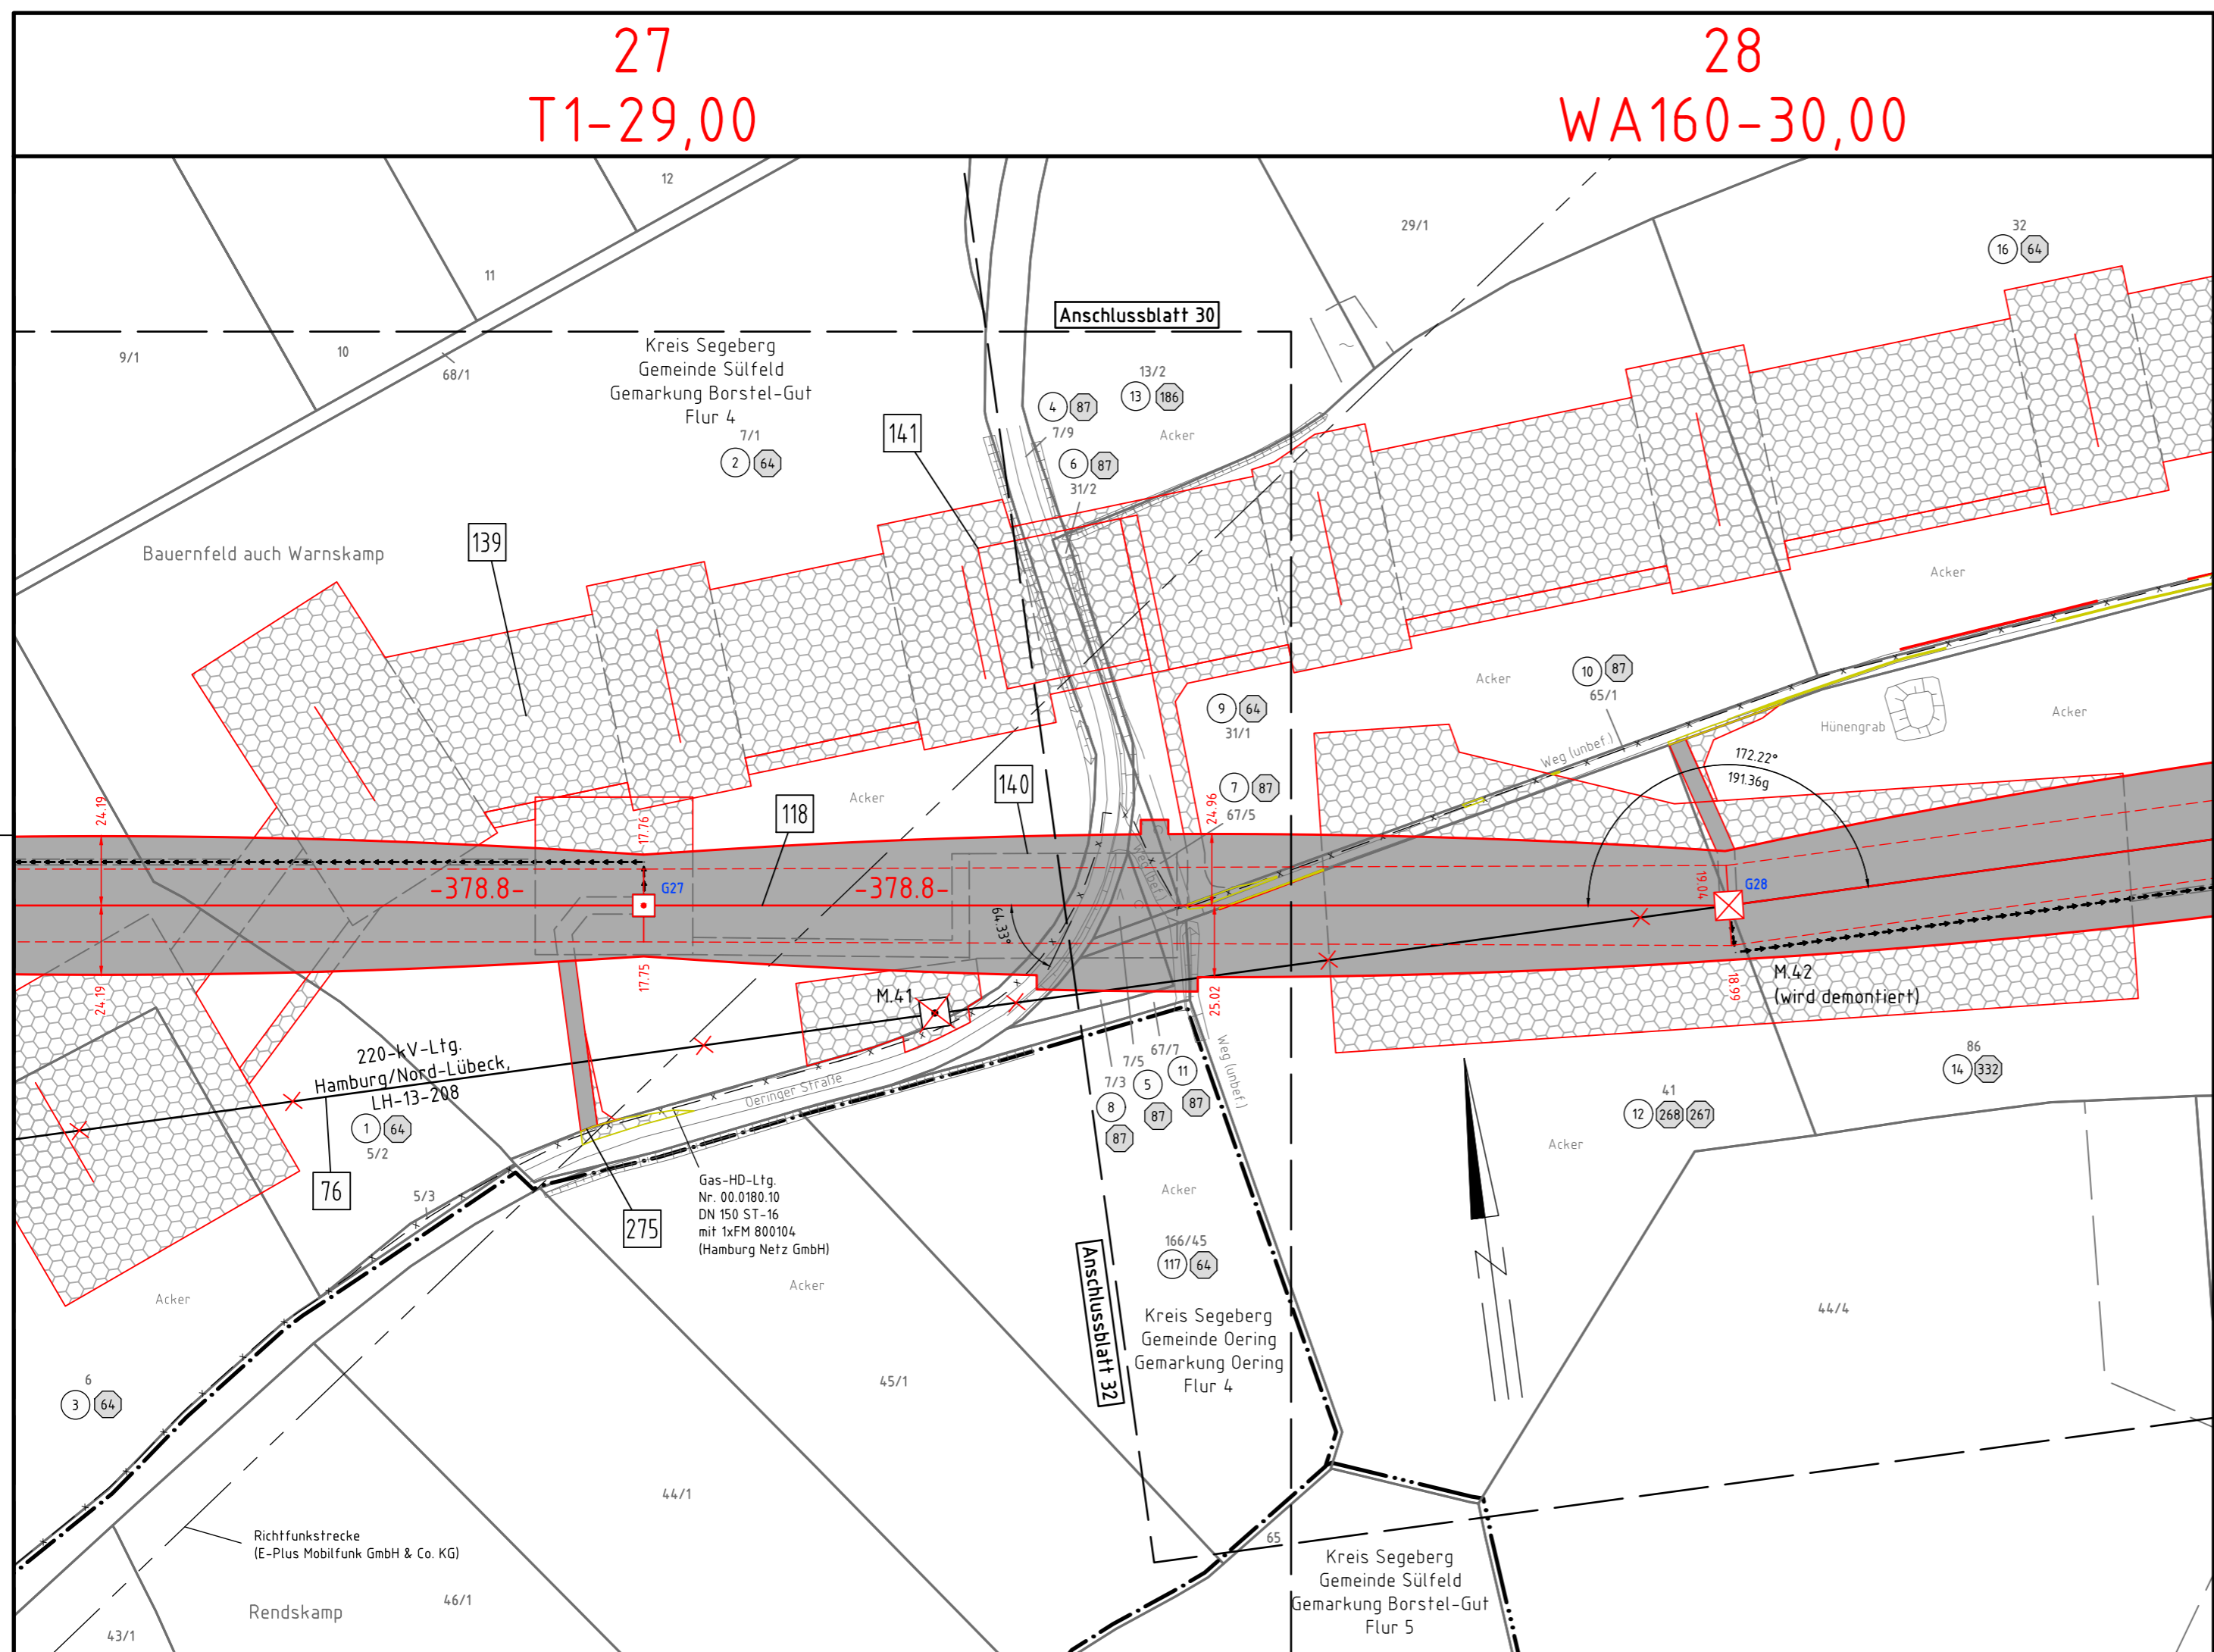 27
T1-29,00
28
WA160-30,00
12
11
10
9/1
68/1
29/1
32
16 64
Anschlussblatt 30
Kreis Segeberg
Gemeinde Sülfeld
Gemarkung Borstel-Gut
Flur 4
7/1
2 64
141
4 87
7/9
6 87
31/2
13/2
13 186
Acker
Bauernfeld auch Warnskamp
139
Acker
Acker
10 87
65/1
Hünengrab
Acker
9 64
31/1
7 87
67/5
Weg (unbef.)
172.22°
191.36g
140
118
Acker
24.19
24.19
17.76
17.75
24.96
25.02
19.04
18.99
-378.8-
-378.8-
G27
G28
64.33°
M.41
M.42
(wird demontiert)
220-kV-Ltg.
Hamburg/Nord-Lübeck,
LH-13-208
1 64
5/2
76
5/3
275
Oeringer Straße
Gas-HD-Ltg.
Nr. 00.0180.10
DN 150 ST-16
mit 1xFM 800104
(Hamburg Netz GmbH)
7/3
8
87
7/5
5
87
67/7
11
87
Weg (unbef.)
86
14 332
41
12 268 267
Acker
Acker
166/45
117 64
Anschlussblatt 32
Kreis Segeberg
Gemeinde Oering
Gemarkung Oering
Flur 4
Acker
Acker
6
3 64
44/4
45/1
44/1
Richtfunkstrecke
(E-Plus Mobilfunk GmbH & Co. KG)
Rendskamp
46/1
43/1
65
Kreis Segeberg
Gemeinde Sülfeld
Gemarkung Borstel-Gut
Flur 5